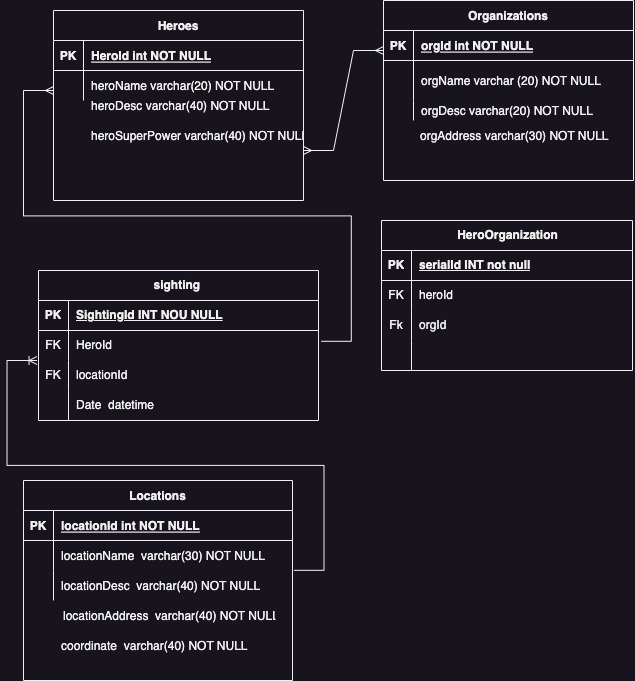 Heroes
PK HeroId int NOT NULL
heroName varchar(20) NOT NULL
heroDesc varchar(40) NOT NULL
heroSuperPower varchar(40) NOT NULL
Organizations
PK orgId int NOT NULL
orgName varchar (20) NOT NULL
orgDesc varchar(20) NOT NULL
orgAddress varchar(30) NOT NULL
HeroOrganization
PK serialId INT not null
FK heroId
Fk orgId
sighting
PK SightingId INT NOU NULL
FK HeroId
FK locationId
Date datetime
Locations
PK locationId int NOT NULL
locationName varchar(30) NOT NULL
locationDesc varchar(40) NOT NULL
locationAddress varchar(40) NOT NULL
coordinate varchar(40) NOT NULL